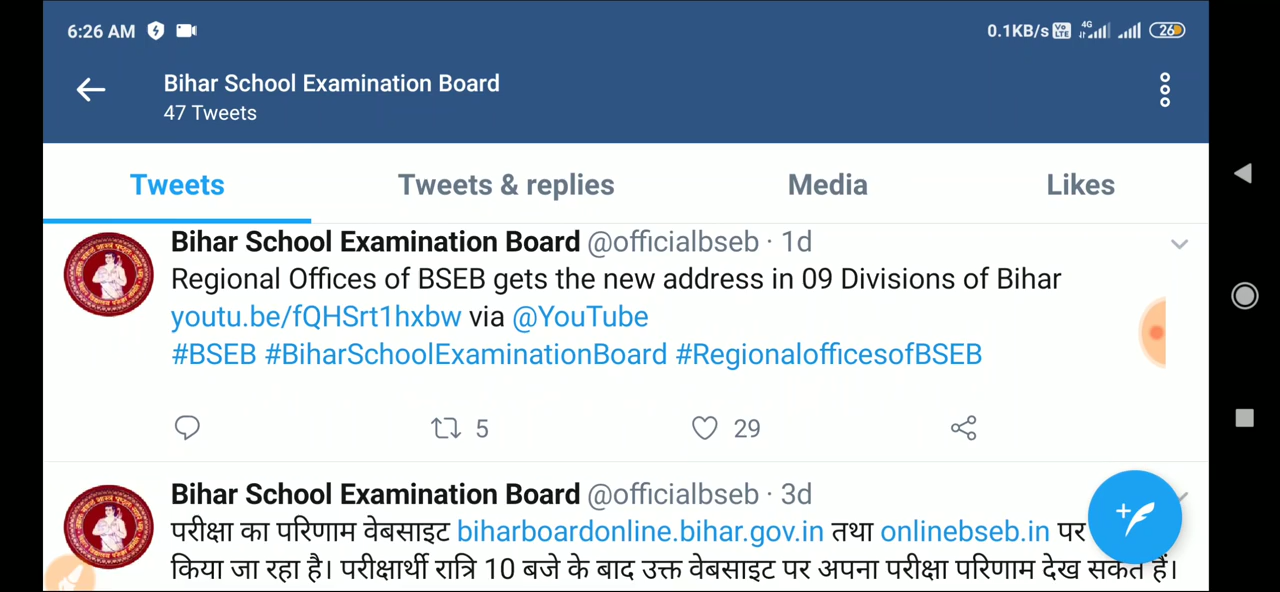 6:26 AM 0.1KB/s Vo LTE 4G 26
Bihar School Examination Board
47 Tweets
Tweets Tweets & replies Media Likes
Bihar School Examination Board @officialbseb · 1d
Regional Offices of BSEB gets the new address in 09 Divisions of Bihar
youtu.be/fQHSrt1hxbw via @YouTube
#BSEB #BiharSchoolExaminationBoard #RegionalofficesofBSEB
5 29
Bihar School Examination Board @officialbseb · 3d
परीक्षा का परिणाम वेबसाइट biharboardonline.bihar.gov.in तथा onlinebseb.in पर
किया जा रहा है। परीक्षार्थी रात्रि 10 बजे के बाद उक्त वेबसाइट पर अपना परीक्षा परिणाम देख सकते हैं।